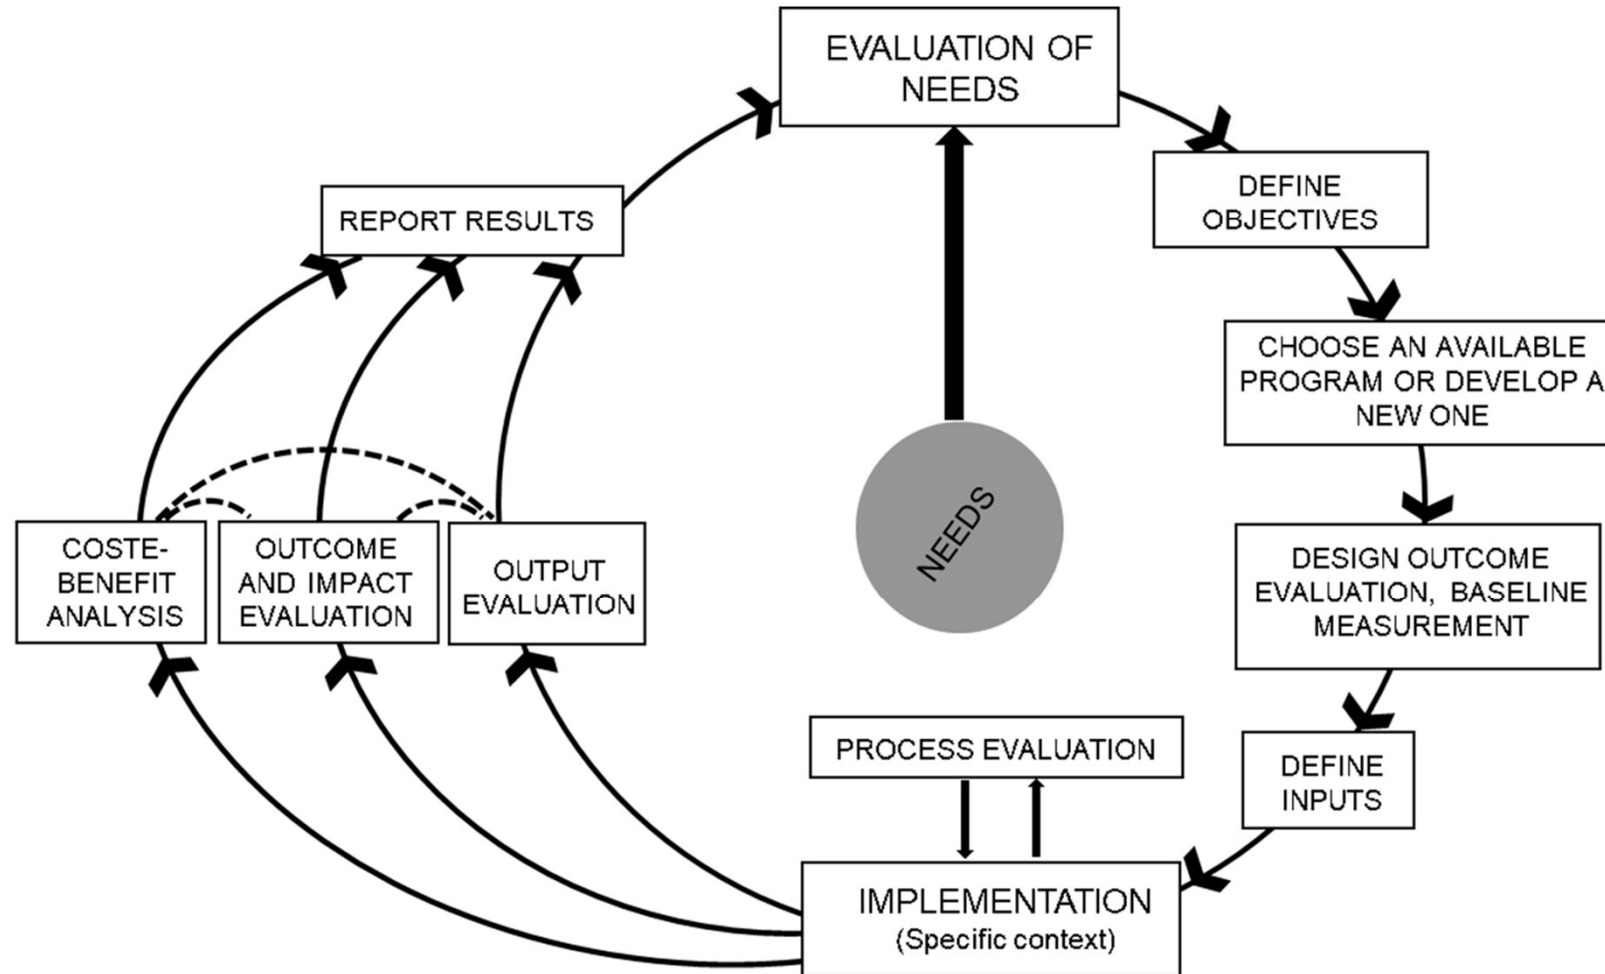 EVALUATION OF
NEEDS
DEFINE
OBJECTIVES
REPORT RESULTS
CHOOSE AN AVAILABLE
PROGRAM OR DEVELOP A
NEW ONE
NEEDS
COSTE-
BENEFIT
ANALYSIS
OUTCOME
AND IMPACT
EVALUATION
OUTPUT
EVALUATION
DESIGN OUTCOME
EVALUATION, BASELINE
MEASUREMENT
PROCESS EVALUATION
DEFINE
INPUTS
IMPLEMENTATION
(Specific context)